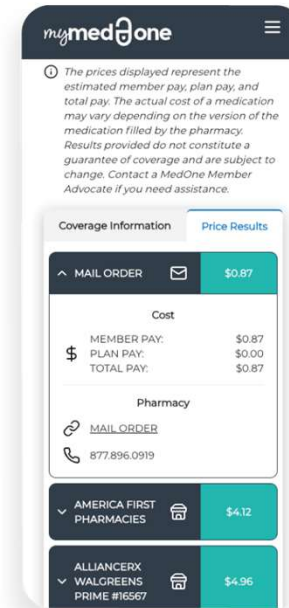 mymedone
The prices displayed represent the
estimated member pay, plan pay, and
total pay. The actual cost of a medication
may vary depending on the version of the
medication filled by the pharmacy.
Results provided do not constitute a
guarantee of coverage and are subject to
change. Contact a MedOne Member
Advocate if you need assistance.
Coverage Information
Price Results
MAIL ORDER
$0.87
Cost
MEMBER PAY: $0.87
PLAN PAY: $0.00
TOTAL PAY: $0.87
Pharmacy
MAIL ORDER
877.896.0919
AMERICA FIRST
PHARMACIES
$4.12
ALLIANCERX
WALGREENS
PRIME #16567
$4.96